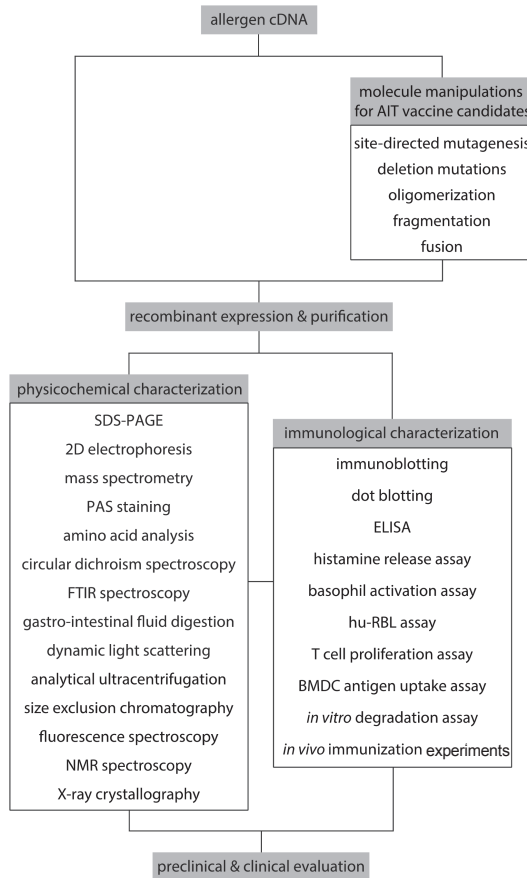 allergen cDNA
molecule manipulations
for AIT vaccine candidates
site-directed mutagenesis
deletion mutations
oligomerization
fragmentation
fusion
recombinant expression & purification
physicochemical characterization
SDS-PAGE
2D electrophoresis
mass spectrometry
PAS staining
amino acid analysis
circular dichroism spectroscopy
FTIR spectroscopy
gastro-intestinal fluid digestion
dynamic light scattering
analytical ultracentrifugation
size exclusion chromatography
fluorescence spectroscopy
NMR spectroscopy
X-ray crystallography
immunological characterization
immunoblotting
dot blotting
ELISA
histamine release assay
basophil activation assay
hu-RBL assay
T cell proliferation assay
BMDC antigen uptake assay
in vitro degradation assay
in vivo immunization experiments
preclinical & clinical evaluation